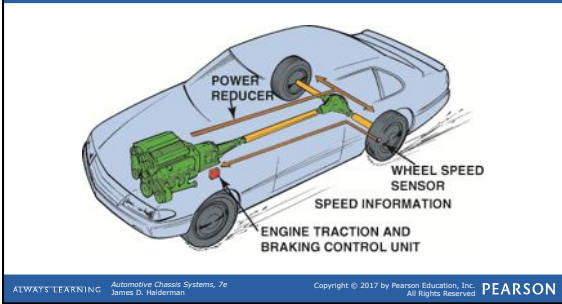 POWER
REDUCER
WHEEL SPEED
SENSOR
SPEED INFORMATION
ENGINE TRACTION AND
BRAKING CONTROL UNIT
ALWAYS LEARNING
Automotive Chassis Systems, 7e
James D. Halderman
Copyright © 2017 by Pearson Education, Inc.
All Rights Reserved
PEARSON